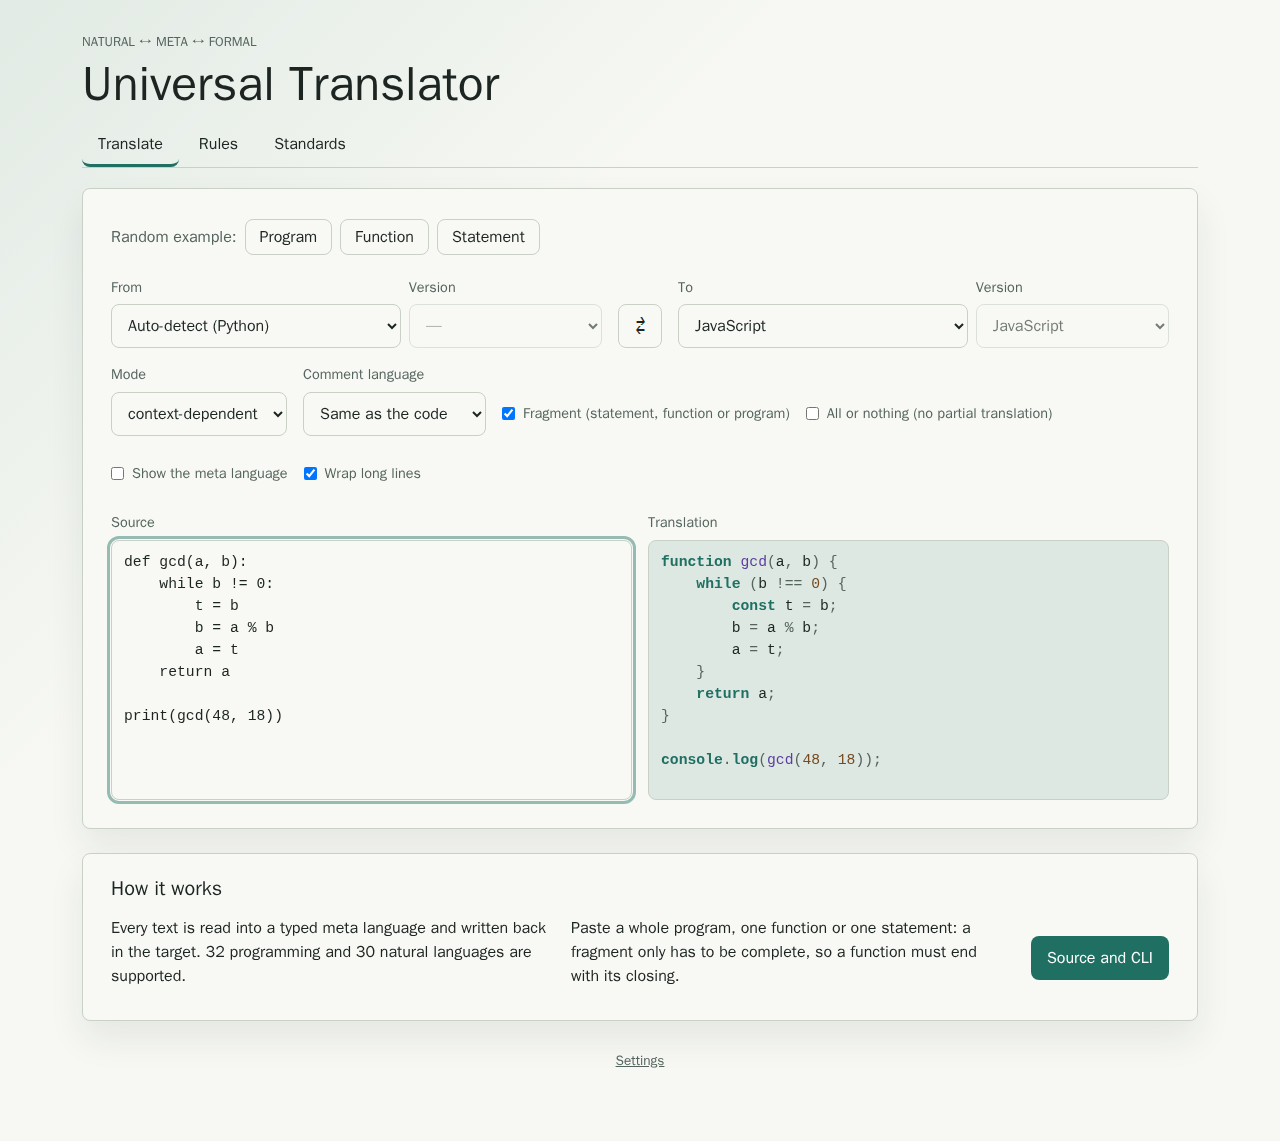 NATURAL ↔ META ↔ FORMAL
Universal Translator
Translate Rules Standards
Random example: Program Function Statement
From Version To Version
Auto-detect (Python) — ⇄ JavaScript JavaScript
Mode Comment language
context-dependent Same as the code Fragment (statement, function or program) All or nothing (no partial translation)
Show the meta language Wrap long lines
Source
def gcd(a, b):
    while b != 0:
        t = b
        b = a % b
        a = t
    return a

print(gcd(48, 18))
Translation
function gcd(a, b) {
    while (b !== 0) {
        const t = b;
        b = a % b;
        a = t;
    }
    return a;
}

console.log(gcd(48, 18));
How it works
Every text is read into a typed meta language and written back
in the target. 32 programming and 30 natural languages are
supported.
Paste a whole program, one function or one statement: a
fragment only has to be complete, so a function must end
with its closing.
Source and CLI
Settings